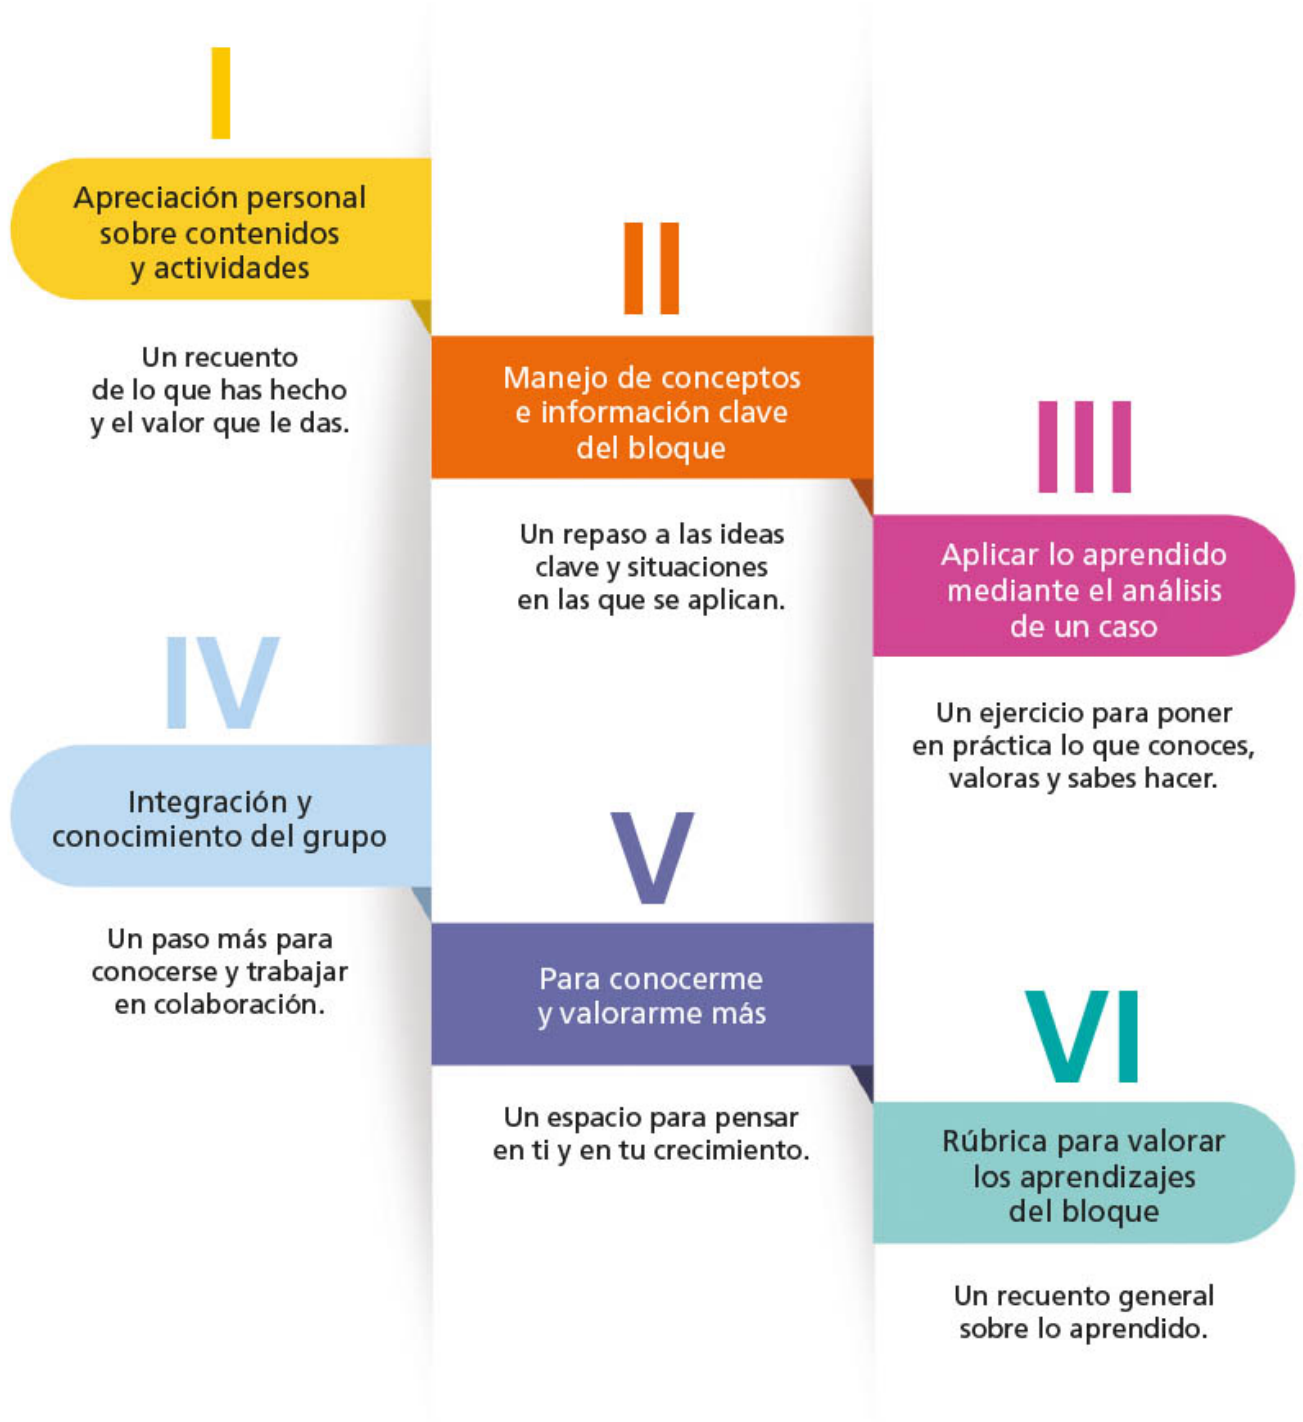 I
Apreciación personal
sobre contenidos
y actividades
Un recuento
de lo que has hecho
y el valor que le das.
II
Manejo de conceptos
e información clave
del bloque
Un repaso a las ideas
clave y situaciones
en las que se aplican.
III
Aplicar lo aprendido
mediante el análisis
de un caso
Un ejercicio para poner
en práctica lo que conoces,
valoras y sabes hacer.
IV
Integración y
conocimiento del grupo
Un paso más para
conocerse y trabajar
en colaboración.
V
Para conocerme
y valorarme más
Un espacio para pensar
en ti y en tu crecimiento.
VI
Rúbrica para valorar
los aprendizajes
del bloque
Un recuento general
sobre lo aprendido.